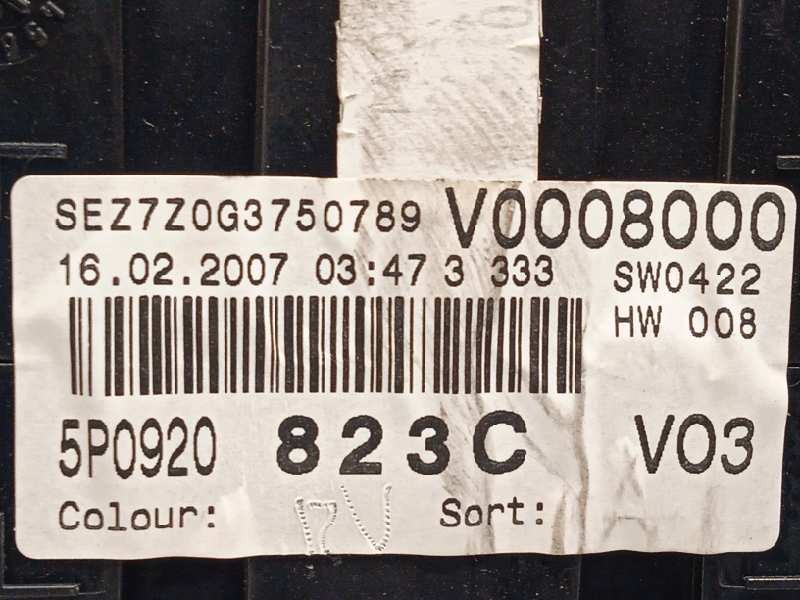 SEZ7Z0G3750789 V0008000
16.02.2007 03:47 3 333 SW0422
HW 008
5P0920 823C V03
Colour: Sort: